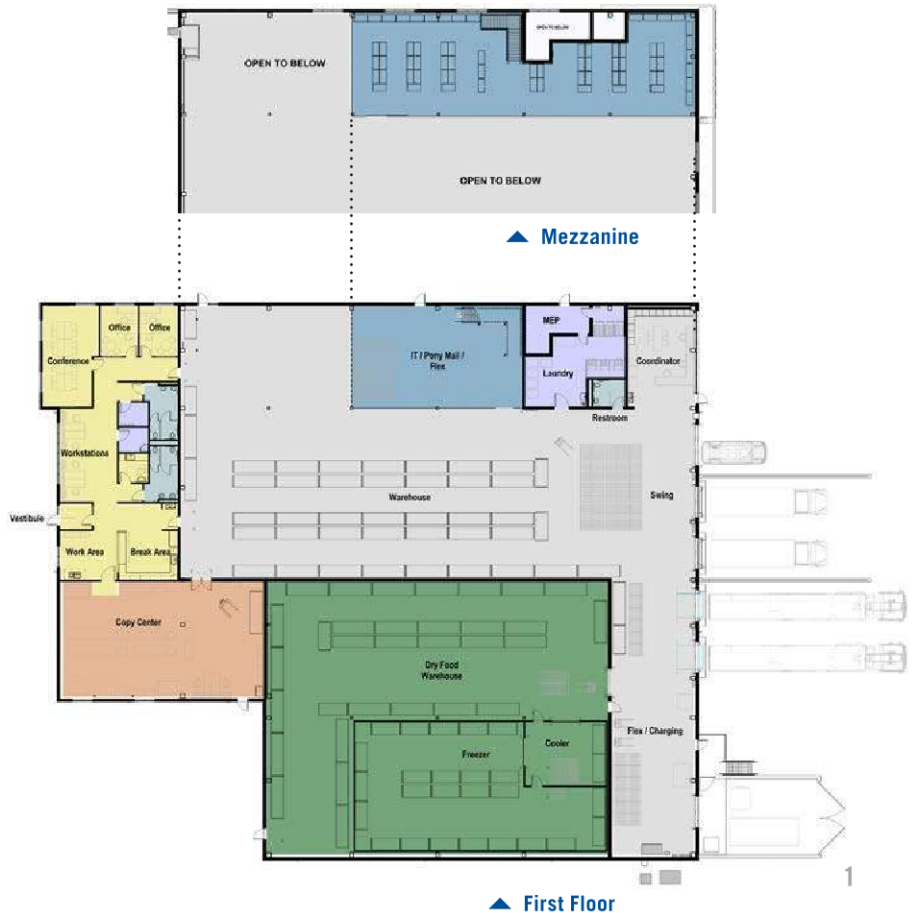 OPEN TO BELOW
OPEN TO BELOW
OPEN TO BELOW
▲ Mezzanine
Office
Office
Conference
MEP
IT / Pony Mail /
Flex
Laundry
Coordinator
Restroom
Workstations
Warehouse
Swing
Vestibule
Work Area
Break Area
Copy Center
Dry Food
Warehouse
Flex / Charging
Freezer
Cooler
1
▲ First Floor